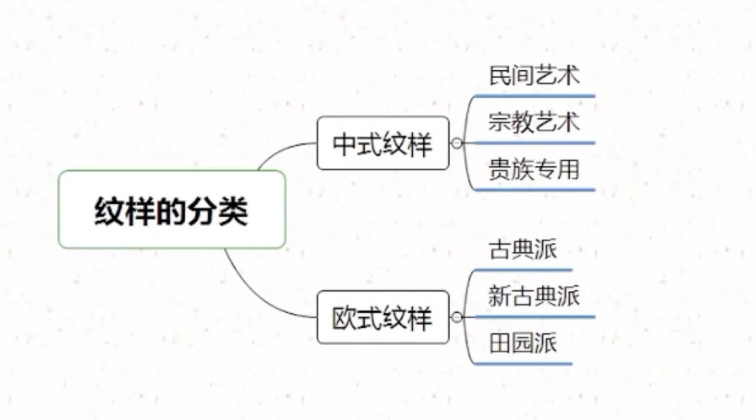 纹样的分类
中式纹样
民间艺术
宗教艺术
贵族专用
欧式纹样
古典派
新古典派
田园派